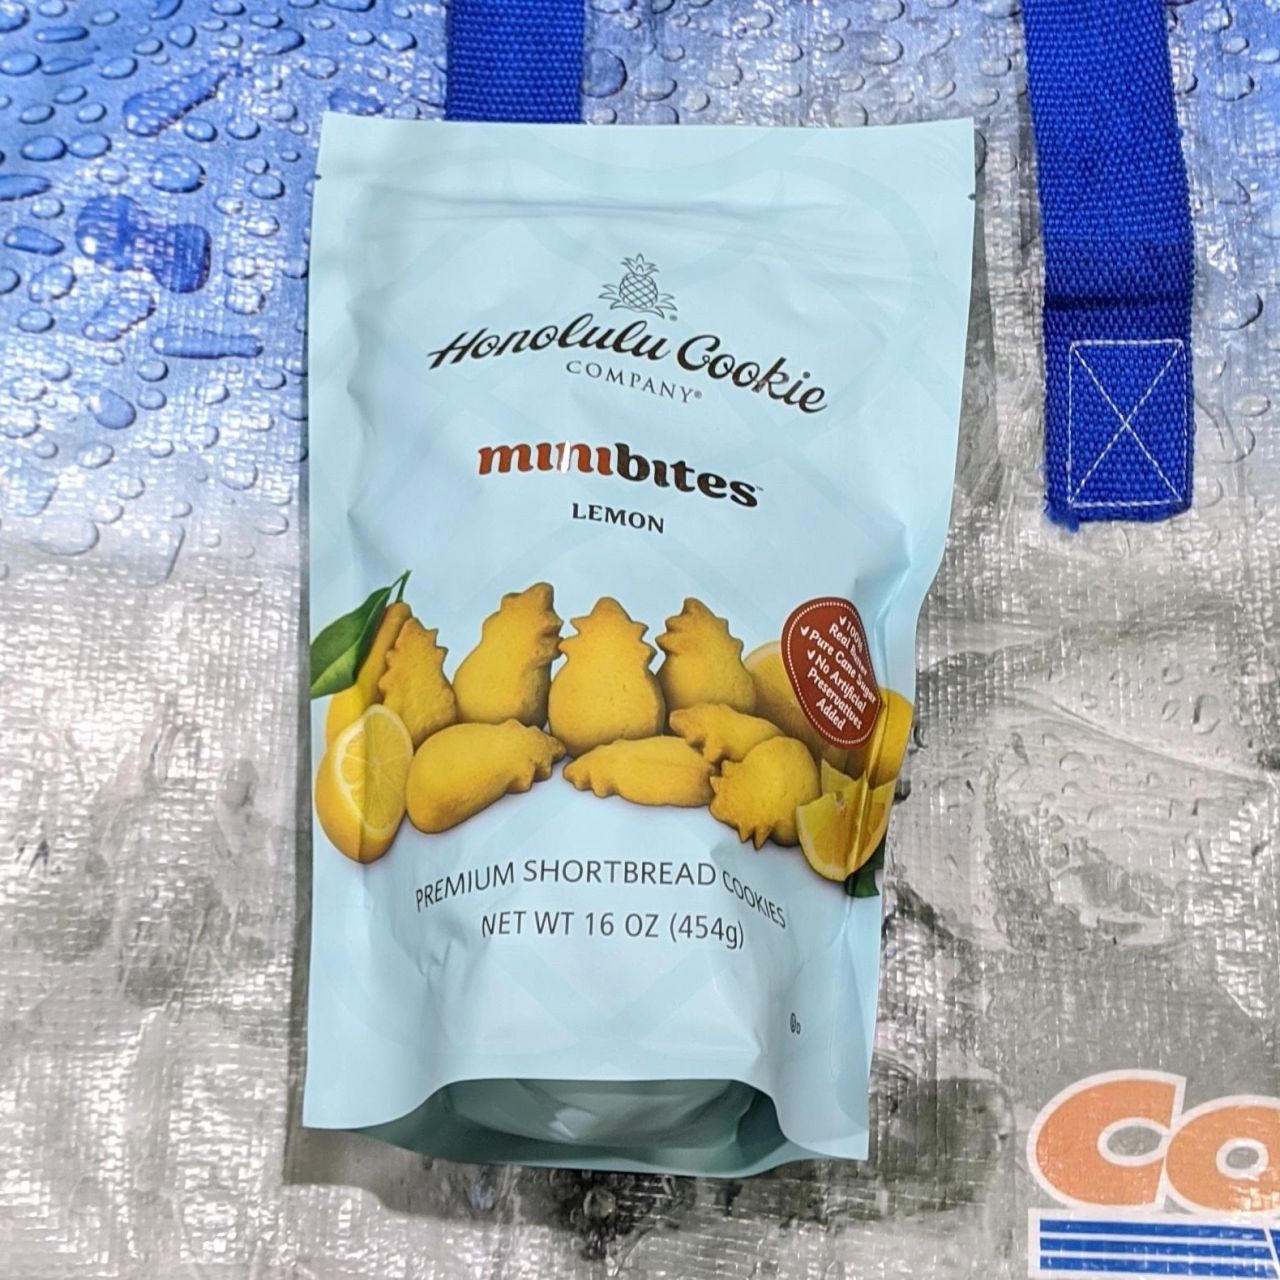 Honolulu Cookie
COMPANY®
minibites™
LEMON
✓ 100%
Real Butter
✓ Pure Cane Sugar
✓ No Artificial
Preservatives
Added
PREMIUM SHORTBREAD COOKIES
NET WT 16 OZ (454g)
Co